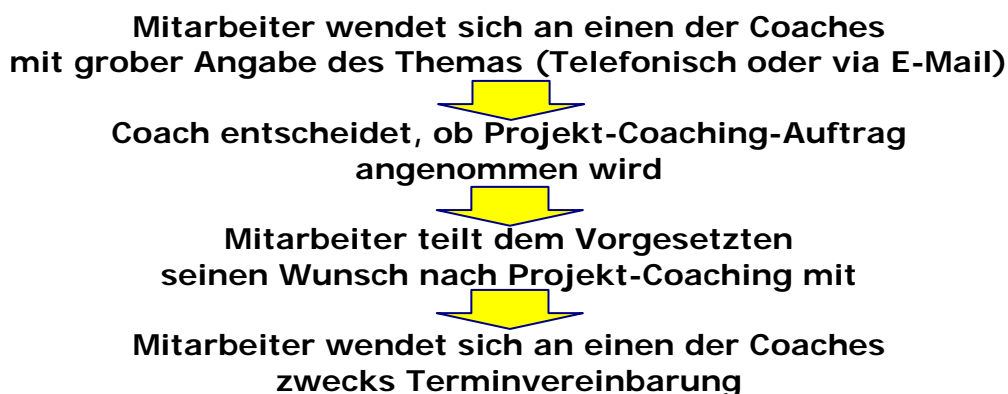 Mitarbeiter wendet sich an einen der Coaches
mit grober Angabe des Themas (Telefonisch oder via E-Mail)
Coach entscheidet, ob Projekt-Coaching-Auftrag
angenommen wird
Mitarbeiter teilt dem Vorgesetzten
seinen Wunsch nach Projekt-Coaching mit
Mitarbeiter wendet sich an einen der Coaches
zwecks Terminvereinbarung